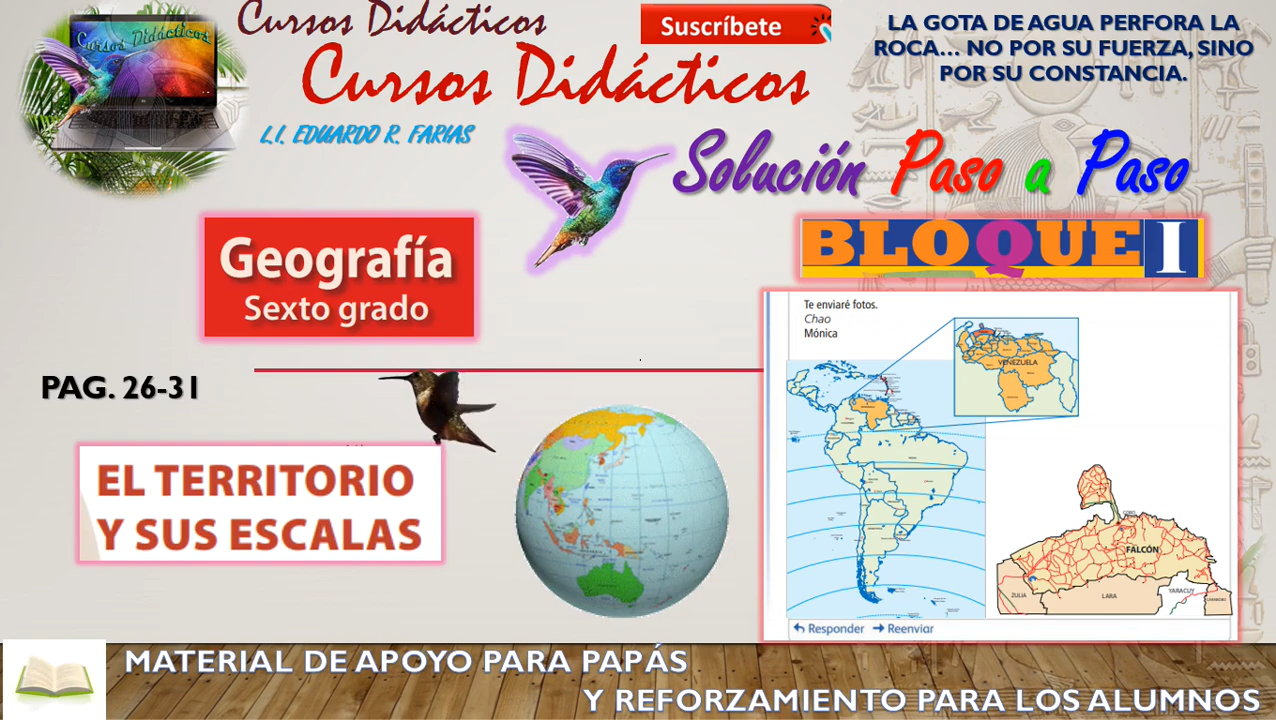 Cursos Didácticos
Cursos Didácticos
Cursos Didácticos
L.I. EDUARDO R. FARIAS
Suscríbete
LA GOTA DE AGUA PERFORA LA
ROCA... NO POR SU FUERZA, SINO
POR SU CONSTANCIA.
Solución Paso a Paso
Geografía
Sexto grado
BLOQUE I
PAG. 26-31
EL TERRITORIO
Y SUS ESCALAS
Te enviaré fotos.
Chao
Mónica
VENEZUELA
CORO
FALCÓN
ZULIA
LARA
YARACUY
Responder
Reenviar
MATERIAL DE APOYO PARA PAPÁS
Y REFORZAMIENTO PARA LOS ALUMNOS